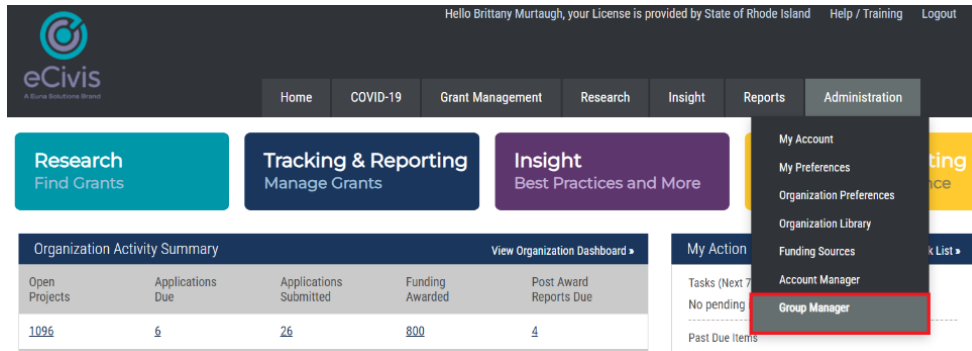 Hello Brittany Murtaugh, your License is provided by State of Rhode Island Help / Training Logout
eCivis
A Euna Solutions Brand
Home COVID-19 Grant Management Research Insight Reports Administration
Research
Find Grants
Tracking & Reporting
Manage Grants
Insight
Best Practices and More
ting
nce
My Account
My Preferences
Organization Preferences
Organization Library
Funding Sources
Account Manager
Group Manager
Organization Activity Summary View Organization Dashboard »
Open Projects
Applications Due
Applications Submitted
Funding Awarded
Post Award Reports Due
1096 6 26 800 4
My Action k List »
Tasks (Next 7
No pending
Past Due Items